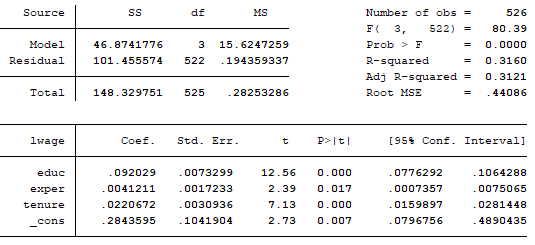 Source SS df MS Number of obs = 526
F( 3, 522) = 80.39
Model 46.8741776 3 15.6247259 Prob > F = 0.0000
Residual 101.455574 522 .194359337 R-squared = 0.3160
Adj R-squared = 0.3121
Total 148.329751 525 .28253286 Root MSE = .44086
lwage Coef. Std. Err. t P>|t| [95% Conf. Interval]
educ .092029 .0073299 12.56 0.000 .0776292 .1064288
exper .0041211 .0017233 2.39 0.017 .0007357 .0075065
tenure .0220672 .0030936 7.13 0.000 .0159897 .0281448
_cons .2843595 .1041904 2.73 0.007 .0796756 .4890435